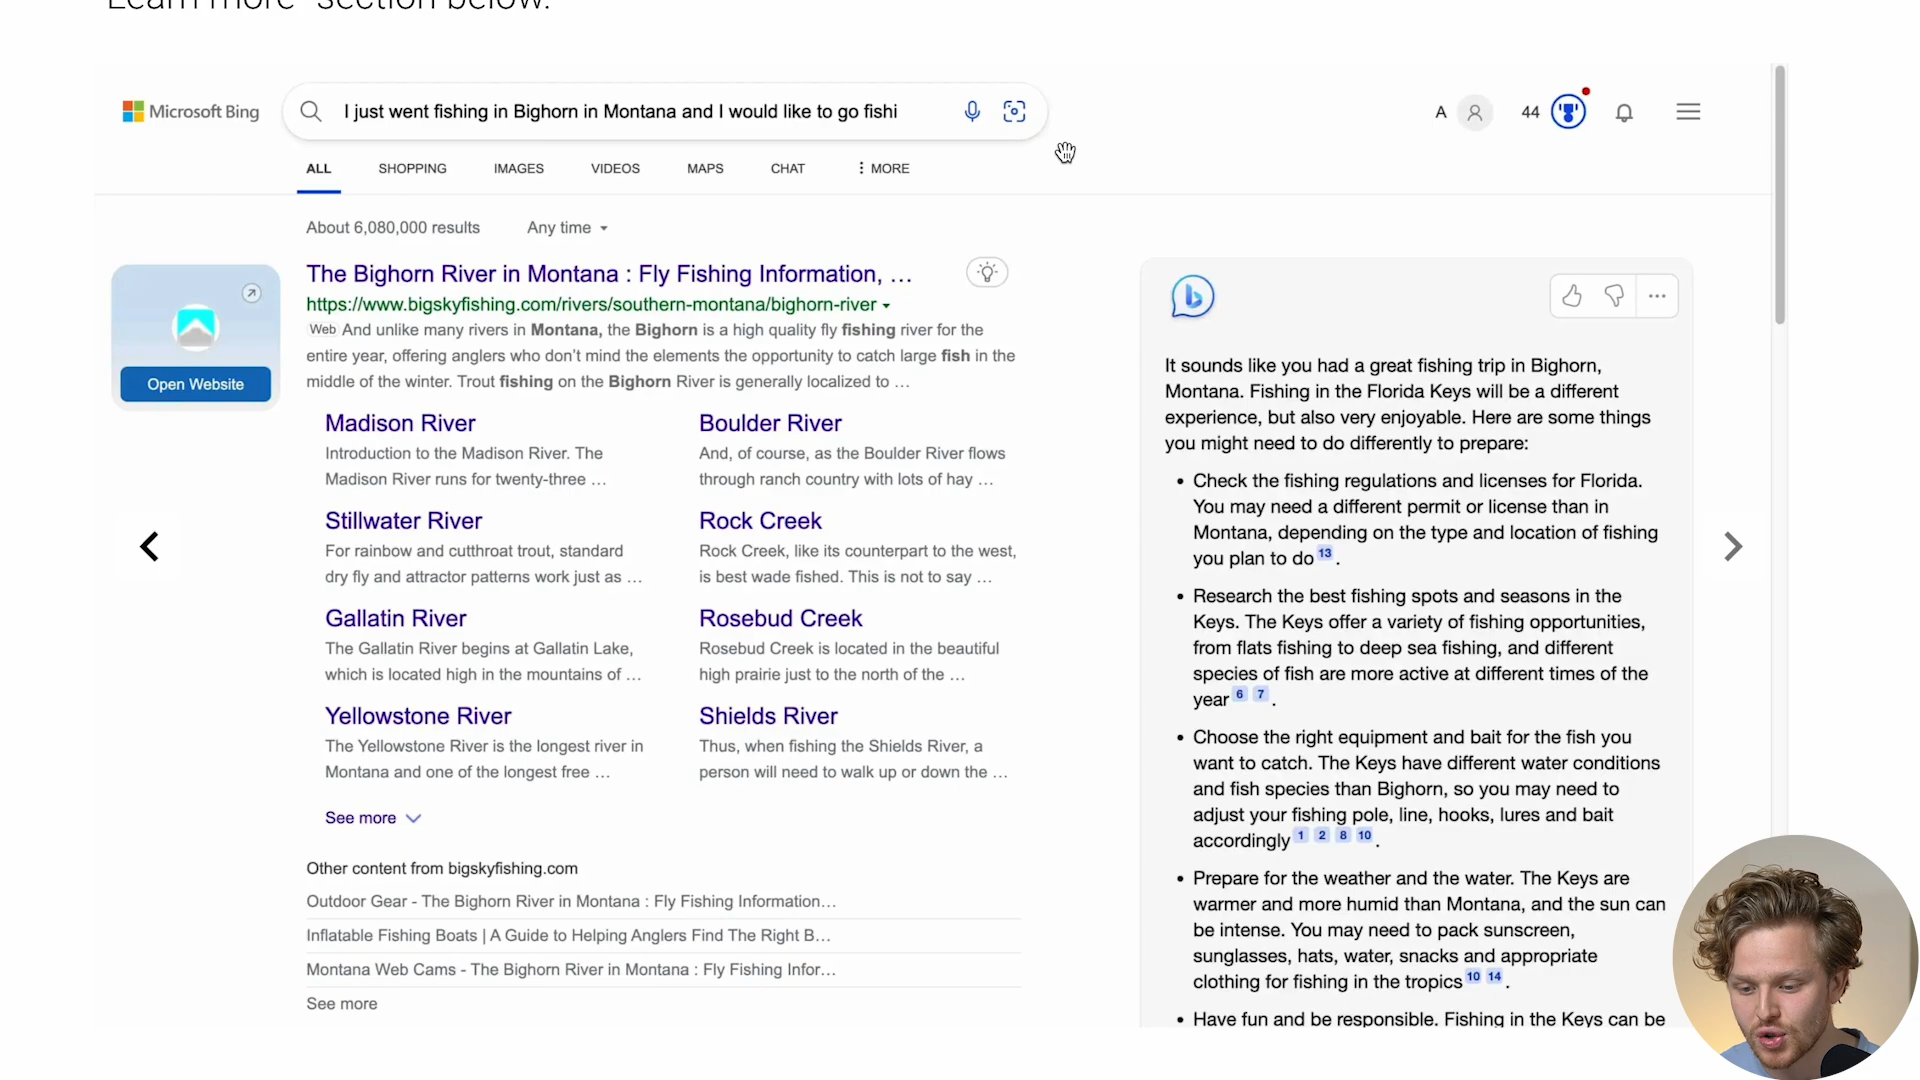 Learn more" section below.
Microsoft Bing
I just went fishing in Bighorn in Montana and I would like to go fishi
A
44
ALL
SHOPPING
IMAGES
VIDEOS
MAPS
CHAT
MORE
About 6,080,000 results
Any time
The Bighorn River in Montana : Fly Fishing Information, …
https://www.bigskyfishing.com/rivers/southern-montana/bighorn-river
Web And unlike many rivers in Montana, the Bighorn is a high quality fly fishing river for the
entire year, offering anglers who don't mind the elements the opportunity to catch large fish in the
middle of the winter. Trout fishing on the Bighorn River is generally localized to …
Open Website
Madison River
Introduction to the Madison River. The
Madison River runs for twenty-three …
Boulder River
And, of course, as the Boulder River flows
through ranch country with lots of hay …
Stillwater River
For rainbow and cutthroat trout, standard
dry fly and attractor patterns work just as …
Rock Creek
Rock Creek, like its counterpart to the west,
is best wade fished. This is not to say …
Gallatin River
The Gallatin River begins at Gallatin Lake,
which is located high in the mountains of …
Rosebud Creek
Rosebud Creek is located in the beautiful
high prairie just to the north of the …
Yellowstone River
The Yellowstone River is the longest river in
Montana and one of the longest free …
Shields River
Thus, when fishing the Shields River, a
person will need to walk up or down the …
See more
Other content from bigskyfishing.com
Outdoor Gear - The Bighorn River in Montana : Fly Fishing Information…
Inflatable Fishing Boats | A Guide to Helping Anglers Find The Right B…
Montana Web Cams - The Bighorn River in Montana : Fly Fishing Infor…
See more
It sounds like you had a great fishing trip in Bighorn,
Montana. Fishing in the Florida Keys will be a different
experience, but also very enjoyable. Here are some things
you might need to do differently to prepare:
• Check the fishing regulations and licenses for Florida.
You may need a different permit or license than in
Montana, depending on the type and location of fishing
you plan to do 13 .
• Research the best fishing spots and seasons in the
Keys. The Keys offer a variety of fishing opportunities,
from flats fishing to deep sea fishing, and different
species of fish are more active at different times of the
year 6 7 .
• Choose the right equipment and bait for the fish you
want to catch. The Keys have different water conditions
and fish species than Bighorn, so you may need to
adjust your fishing pole, line, hooks, lures and bait
accordingly 1 2 8 10 .
• Prepare for the weather and the water. The Keys are
warmer and more humid than Montana, and the sun can
be intense. You may need to pack sunscreen,
sunglasses, hats, water, snacks and appropriate
clothing for fishing in the tropics 10 14 .
• Have fun and be responsible. Fishing in the Keys can be